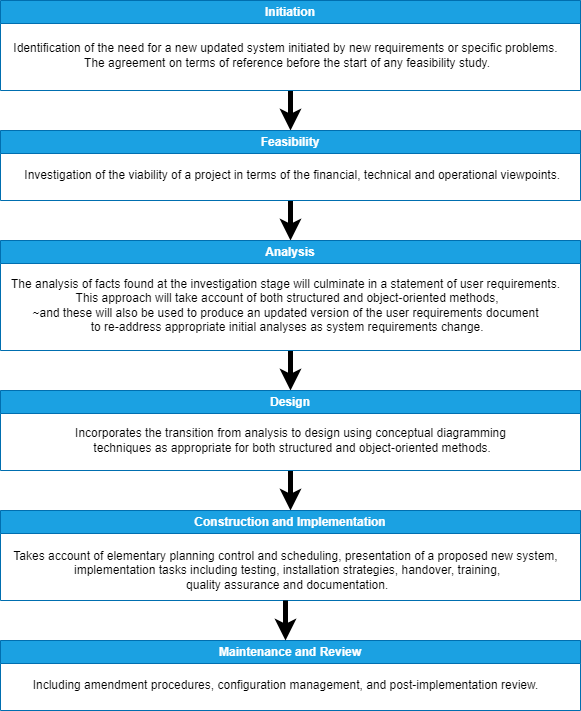 Initiation
Identification of the need for a new updated system initiated by new requirements or specific problems.
The agreement on terms of reference before the start of any feasibility study.
Feasibility
Investigation of the viability of a project in terms of the financial, technical and operational viewpoints.
Analysis
The analysis of facts found at the investigation stage will culminate in a statement of user requirements.
This approach will take account of both structured and object-oriented methods,
~and these will also be used to produce an updated version of the user requirements document
to re-address appropriate initial analyses as system requirements change.
Design
Incorporates the transition from analysis to design using conceptual diagramming
techniques as appropriate for both structured and object-oriented methods.
Construction and Implementation
Takes account of elementary planning control and scheduling, presentation of a proposed new system,
implementation tasks including testing, installation strategies, handover, training,
quality assurance and documentation.
Maintenance and Review
Including amendment procedures, configuration management, and post-implementation review.